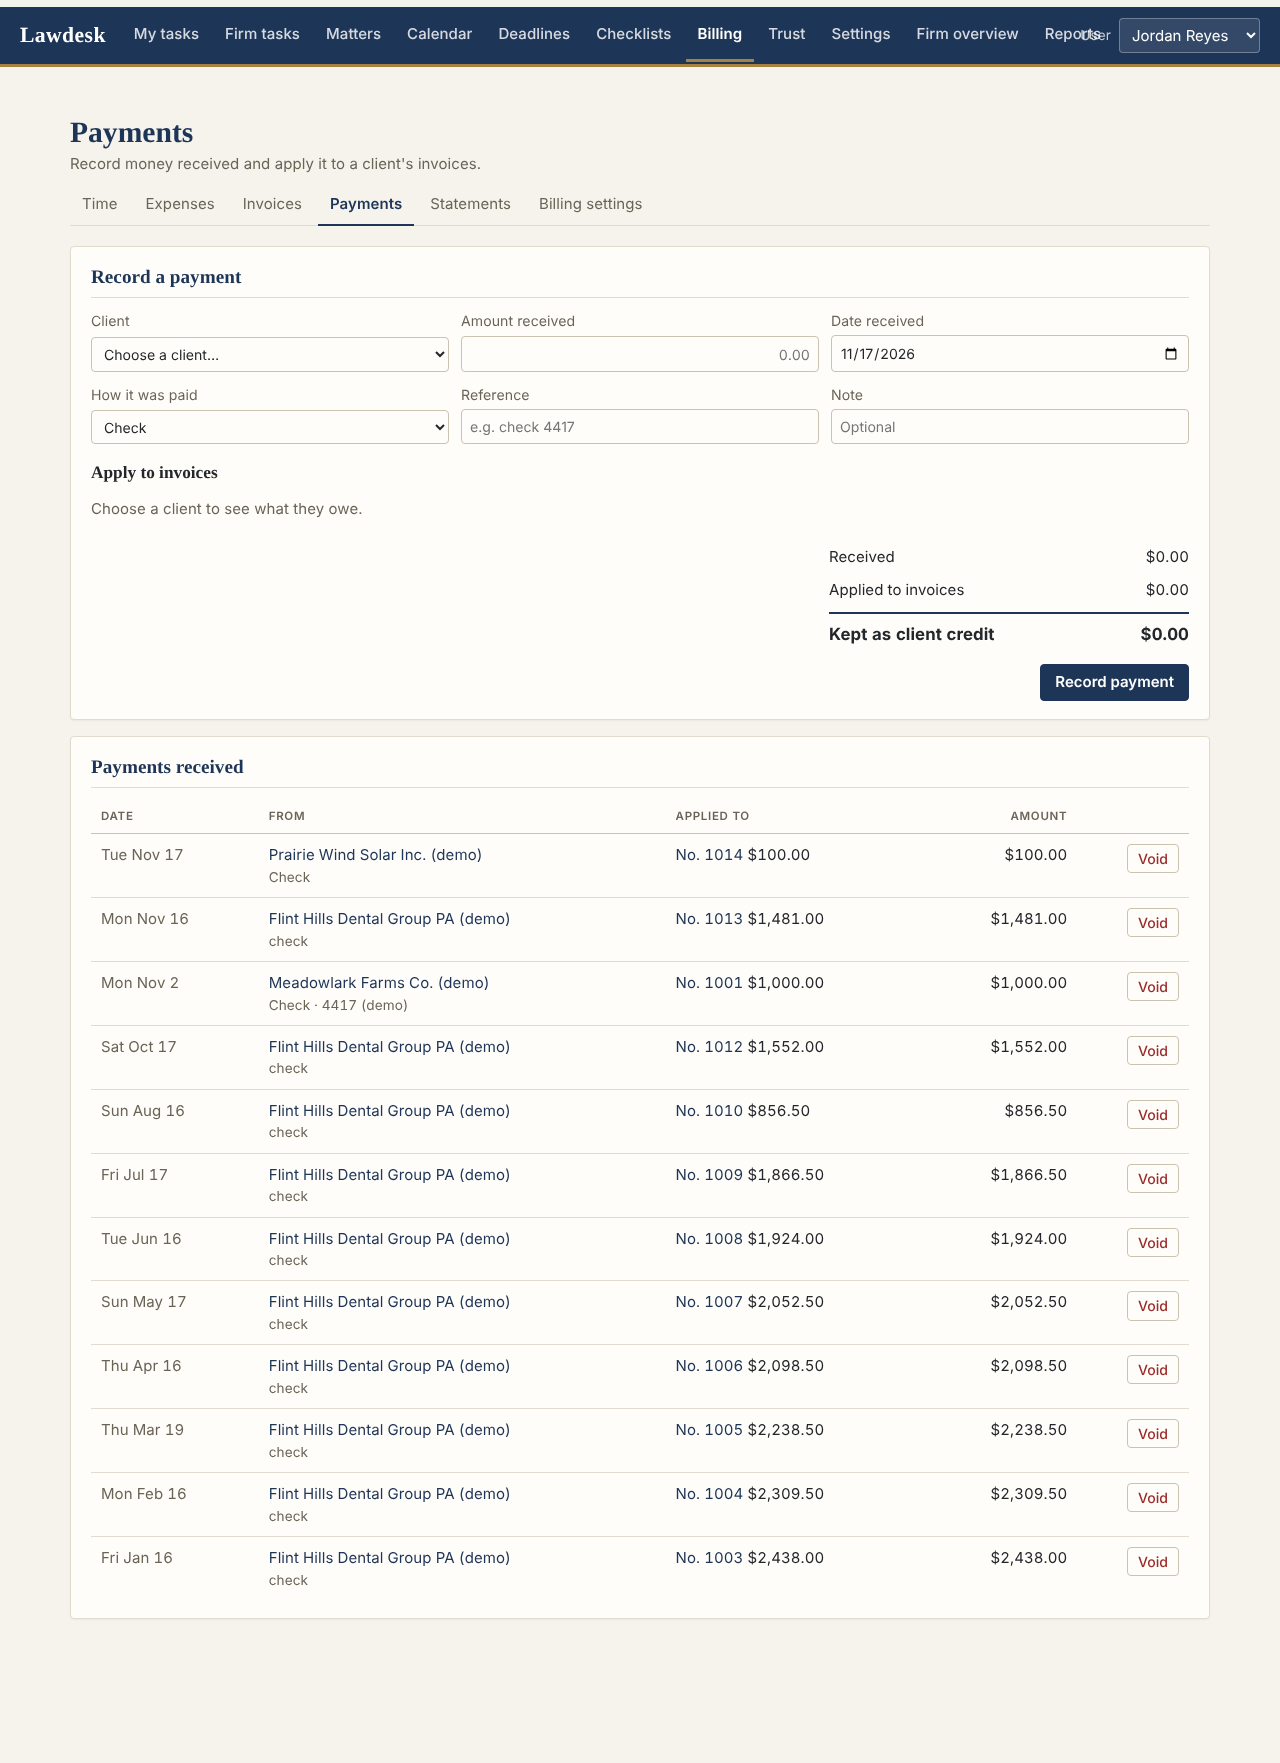 Lawdesk My tasks Firm tasks Matters Calendar Deadlines Checklists Billing Trust Settings Firm overview Reports User Jordan Reyes
Payments
Record money received and apply it to a client's invoices.
Time Expenses Invoices Payments Statements Billing settings
Record a payment
Client Amount received Date received
Choose a client... 0.00 11/17/2026
How it was paid Reference Note
Check e.g. check 4417 Optional
Apply to invoices
Choose a client to see what they owe.
Received $0.00
Applied to invoices $0.00
Kept as client credit $0.00
Record payment
Payments received
DATE FROM APPLIED TO AMOUNT
Tue Nov 17 Prairie Wind Solar Inc. (demo) No. 1014 $100.00 $100.00 Void
Check
Mon Nov 16 Flint Hills Dental Group PA (demo) No. 1013 $1,481.00 $1,481.00 Void
check
Mon Nov 2 Meadowlark Farms Co. (demo) No. 1001 $1,000.00 $1,000.00 Void
Check · 4417 (demo)
Sat Oct 17 Flint Hills Dental Group PA (demo) No. 1012 $1,552.00 $1,552.00 Void
check
Sun Aug 16 Flint Hills Dental Group PA (demo) No. 1010 $856.50 $856.50 Void
check
Fri Jul 17 Flint Hills Dental Group PA (demo) No. 1009 $1,866.50 $1,866.50 Void
check
Tue Jun 16 Flint Hills Dental Group PA (demo) No. 1008 $1,924.00 $1,924.00 Void
check
Sun May 17 Flint Hills Dental Group PA (demo) No. 1007 $2,052.50 $2,052.50 Void
check
Thu Apr 16 Flint Hills Dental Group PA (demo) No. 1006 $2,098.50 $2,098.50 Void
check
Thu Mar 19 Flint Hills Dental Group PA (demo) No. 1005 $2,238.50 $2,238.50 Void
check
Mon Feb 16 Flint Hills Dental Group PA (demo) No. 1004 $2,309.50 $2,309.50 Void
check
Fri Jan 16 Flint Hills Dental Group PA (demo) No. 1003 $2,438.00 $2,438.00 Void
check